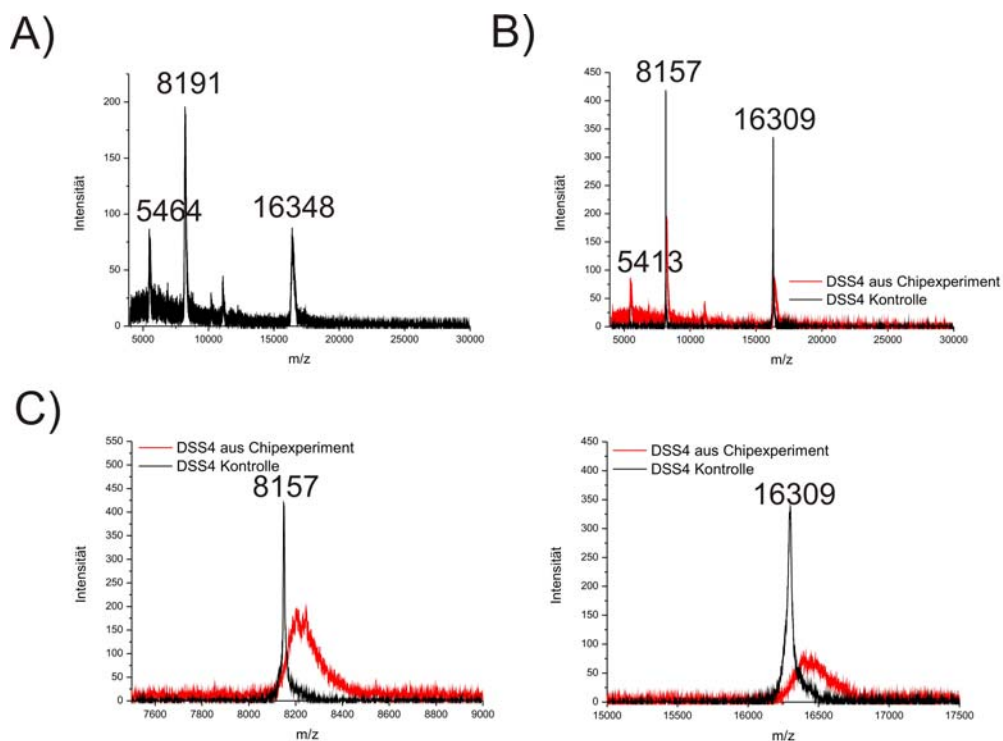 A)
8191
5464
16348
200
150
100
50
0
Intensität
5000 10000 15000 20000 25000 30000
m/z
B)
8157
16309
5413
DSS4 aus Chipexperiment
DSS4 Kontrolle
450
400
350
300
250
200
150
100
50
0
Intensität
5000 10000 15000 20000 25000 30000
m/z
C)
DSS4 aus Chipexperiment
DSS4 Kontrolle
8157
550
500
450
400
350
300
250
200
150
100
50
0
Intensität
7600 7800 8000 8200 8400 8600 8800 9000
m/z
DSS4 aus Chipexperiment
DSS4 Kontrolle
16309
450
400
350
300
250
200
150
100
50
0
Intensität
15000 15500 16000 16500 17000 17500
m/z